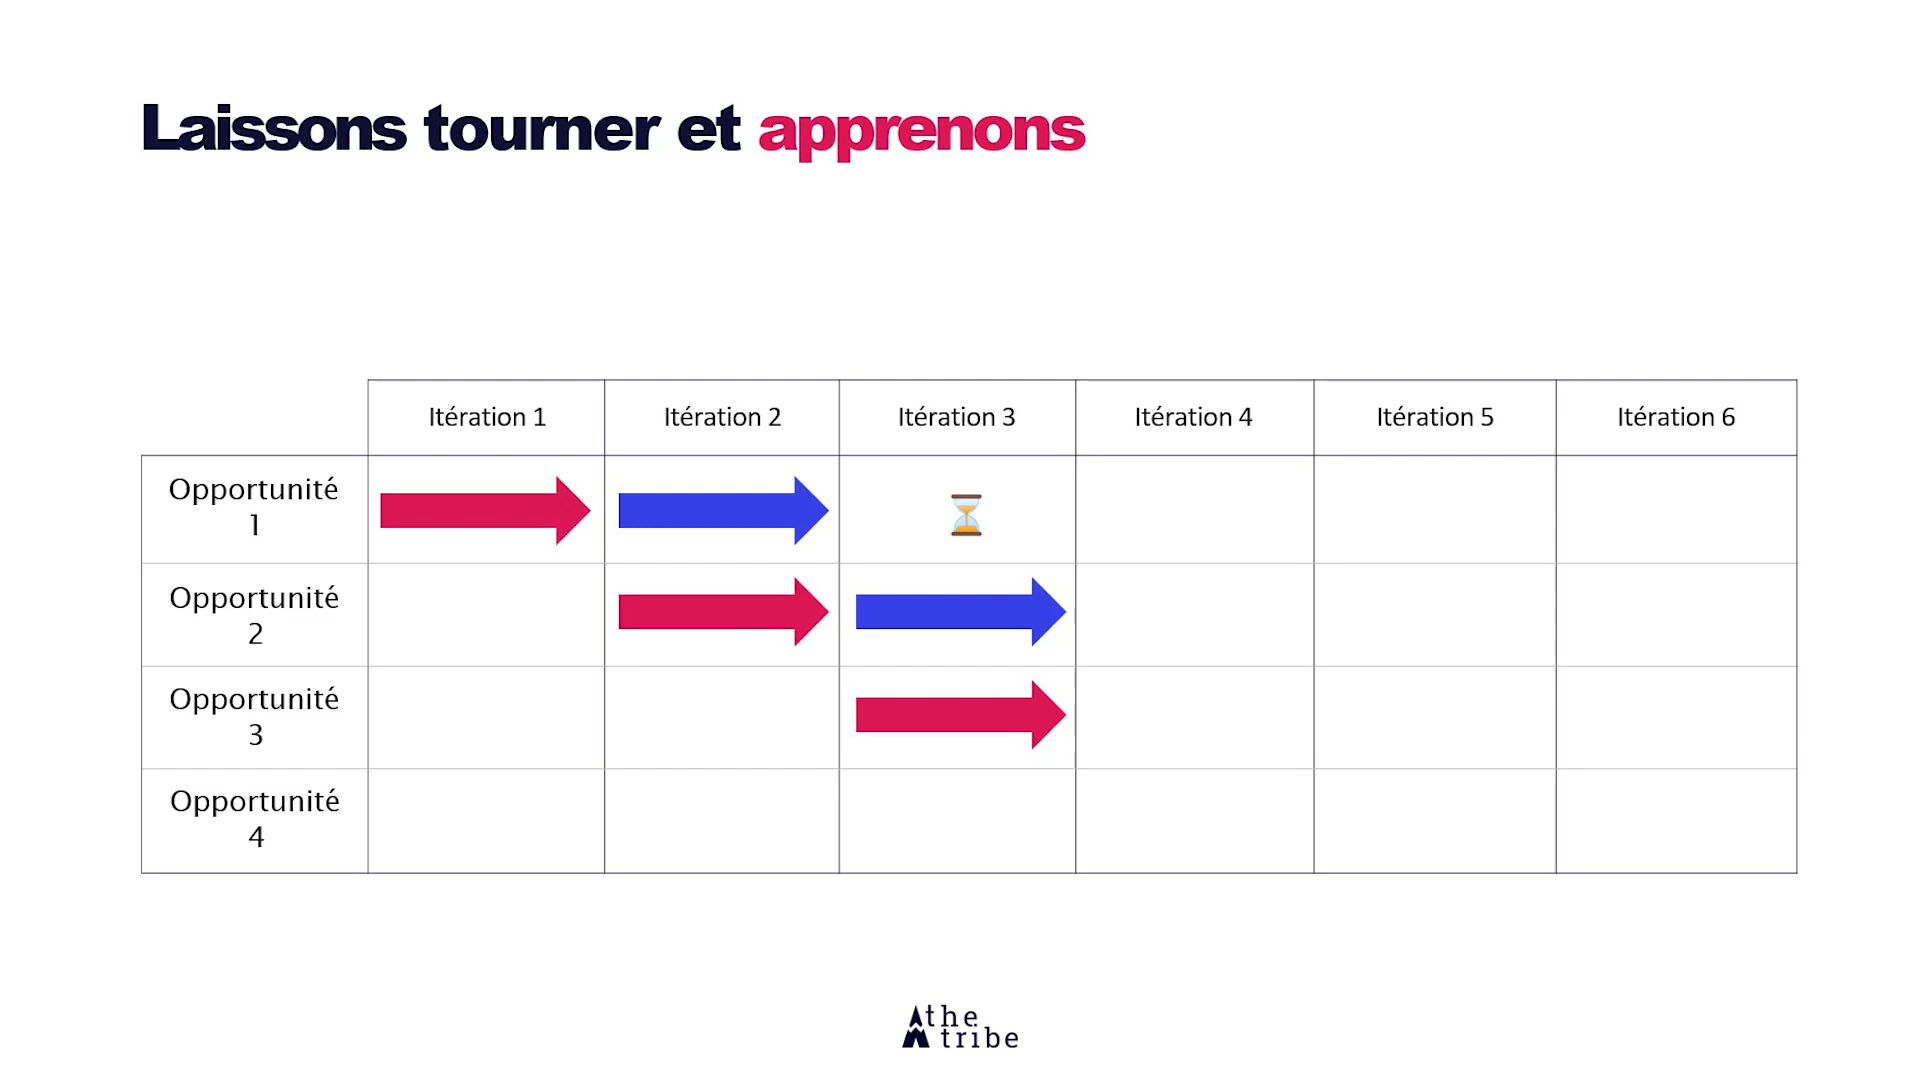 Laissons tourner et apprenons
Itération 1 Itération 2 Itération 3 Itération 4 Itération 5 Itération 6
Opportunité
1
Opportunité
2
Opportunité
3
Opportunité
4
the
tribe